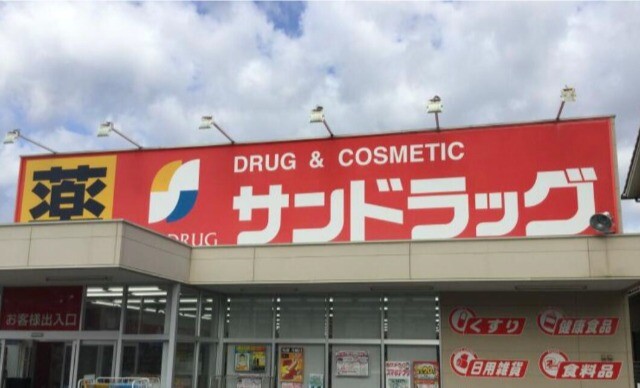 薬
DRUG & COSMETIC
サンドラッグ
DRUG
お客様出入口
くすり
健康食品
日用雑貨
食料品